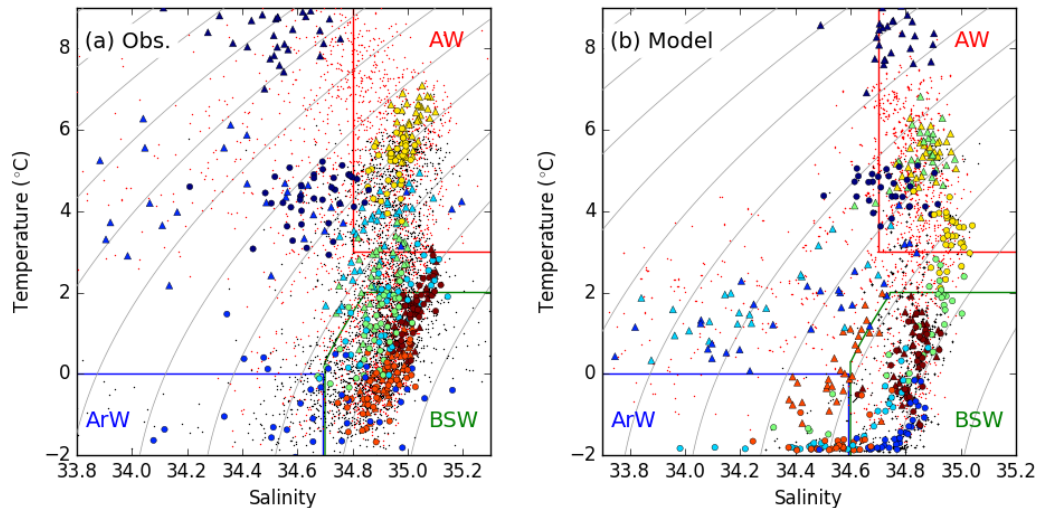 (a) Obs.
AW
ArW
BSW
Temperature (°C)
8
6
4
2
0
−2
33.8 34.0 34.2 34.4 34.6 34.8 35.0 35.2
Salinity
(b) Model
AW
ArW
BSW
Temperature (°C)
8
6
4
2
0
−2
33.8 34.0 34.2 34.4 34.6 34.8 35.0 35.2
Salinity